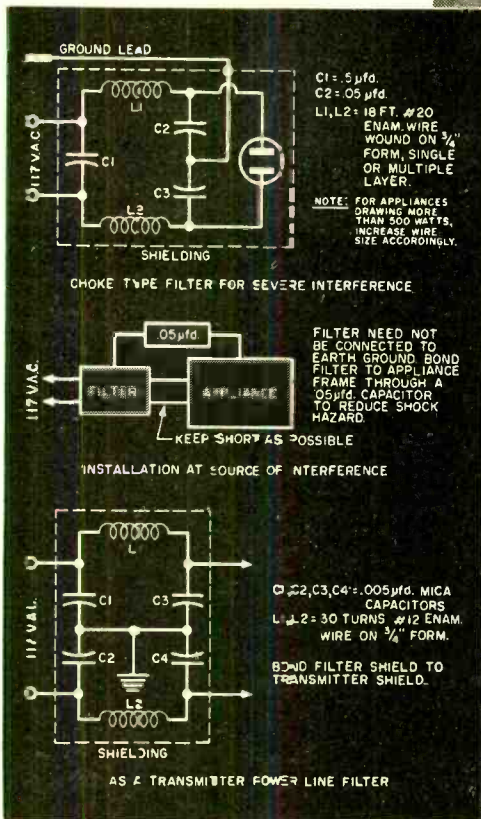 GROUND LEAD
117 V.A.C.
L1
C1
C2
C3
L2
SHIELDING
C1 = .5 µfd.
C2 = .05 µfd.
L1, L2 = 18 FT. #20
ENAM. WIRE
WOUND ON 3/4"
FORM, SINGLE
OR MULTIPLE
LAYER.
NOTE: FOR APPLIANCES
DRAWING MORE
THAN 500 WATTS,
INCREASE WIRE
SIZE ACCORDINGLY.
CHOKE TYPE FILTER FOR SEVERE INTERFERENCE
.05 µfd.
117 V.A.C.
FILTER
APPLIANCE
KEEP SHORT AS POSSIBLE
FILTER NEED NOT
BE CONNECTED TO
EARTH GROUND. BOND
FILTER TO APPLIANCE
FRAME THROUGH A
.05 µfd. CAPACITOR
TO REDUCE SHOCK
HAZARD.
INSTALLATION AT SOURCE OF INTERFERENCE
117 V.A.C.
L
C1
C3
C2
C4
L2
SHIELDING
C1, C2, C3, C4 = .005 µfd. MICA
CAPACITORS
L1, L2 = 30 TURNS #12 ENAM.
WIRE ON 3/4" FORM.
BOND FILTER SHIELD TO
TRANSMITTER SHIELD.
AS A TRANSMITTER POWER LINE FILTER